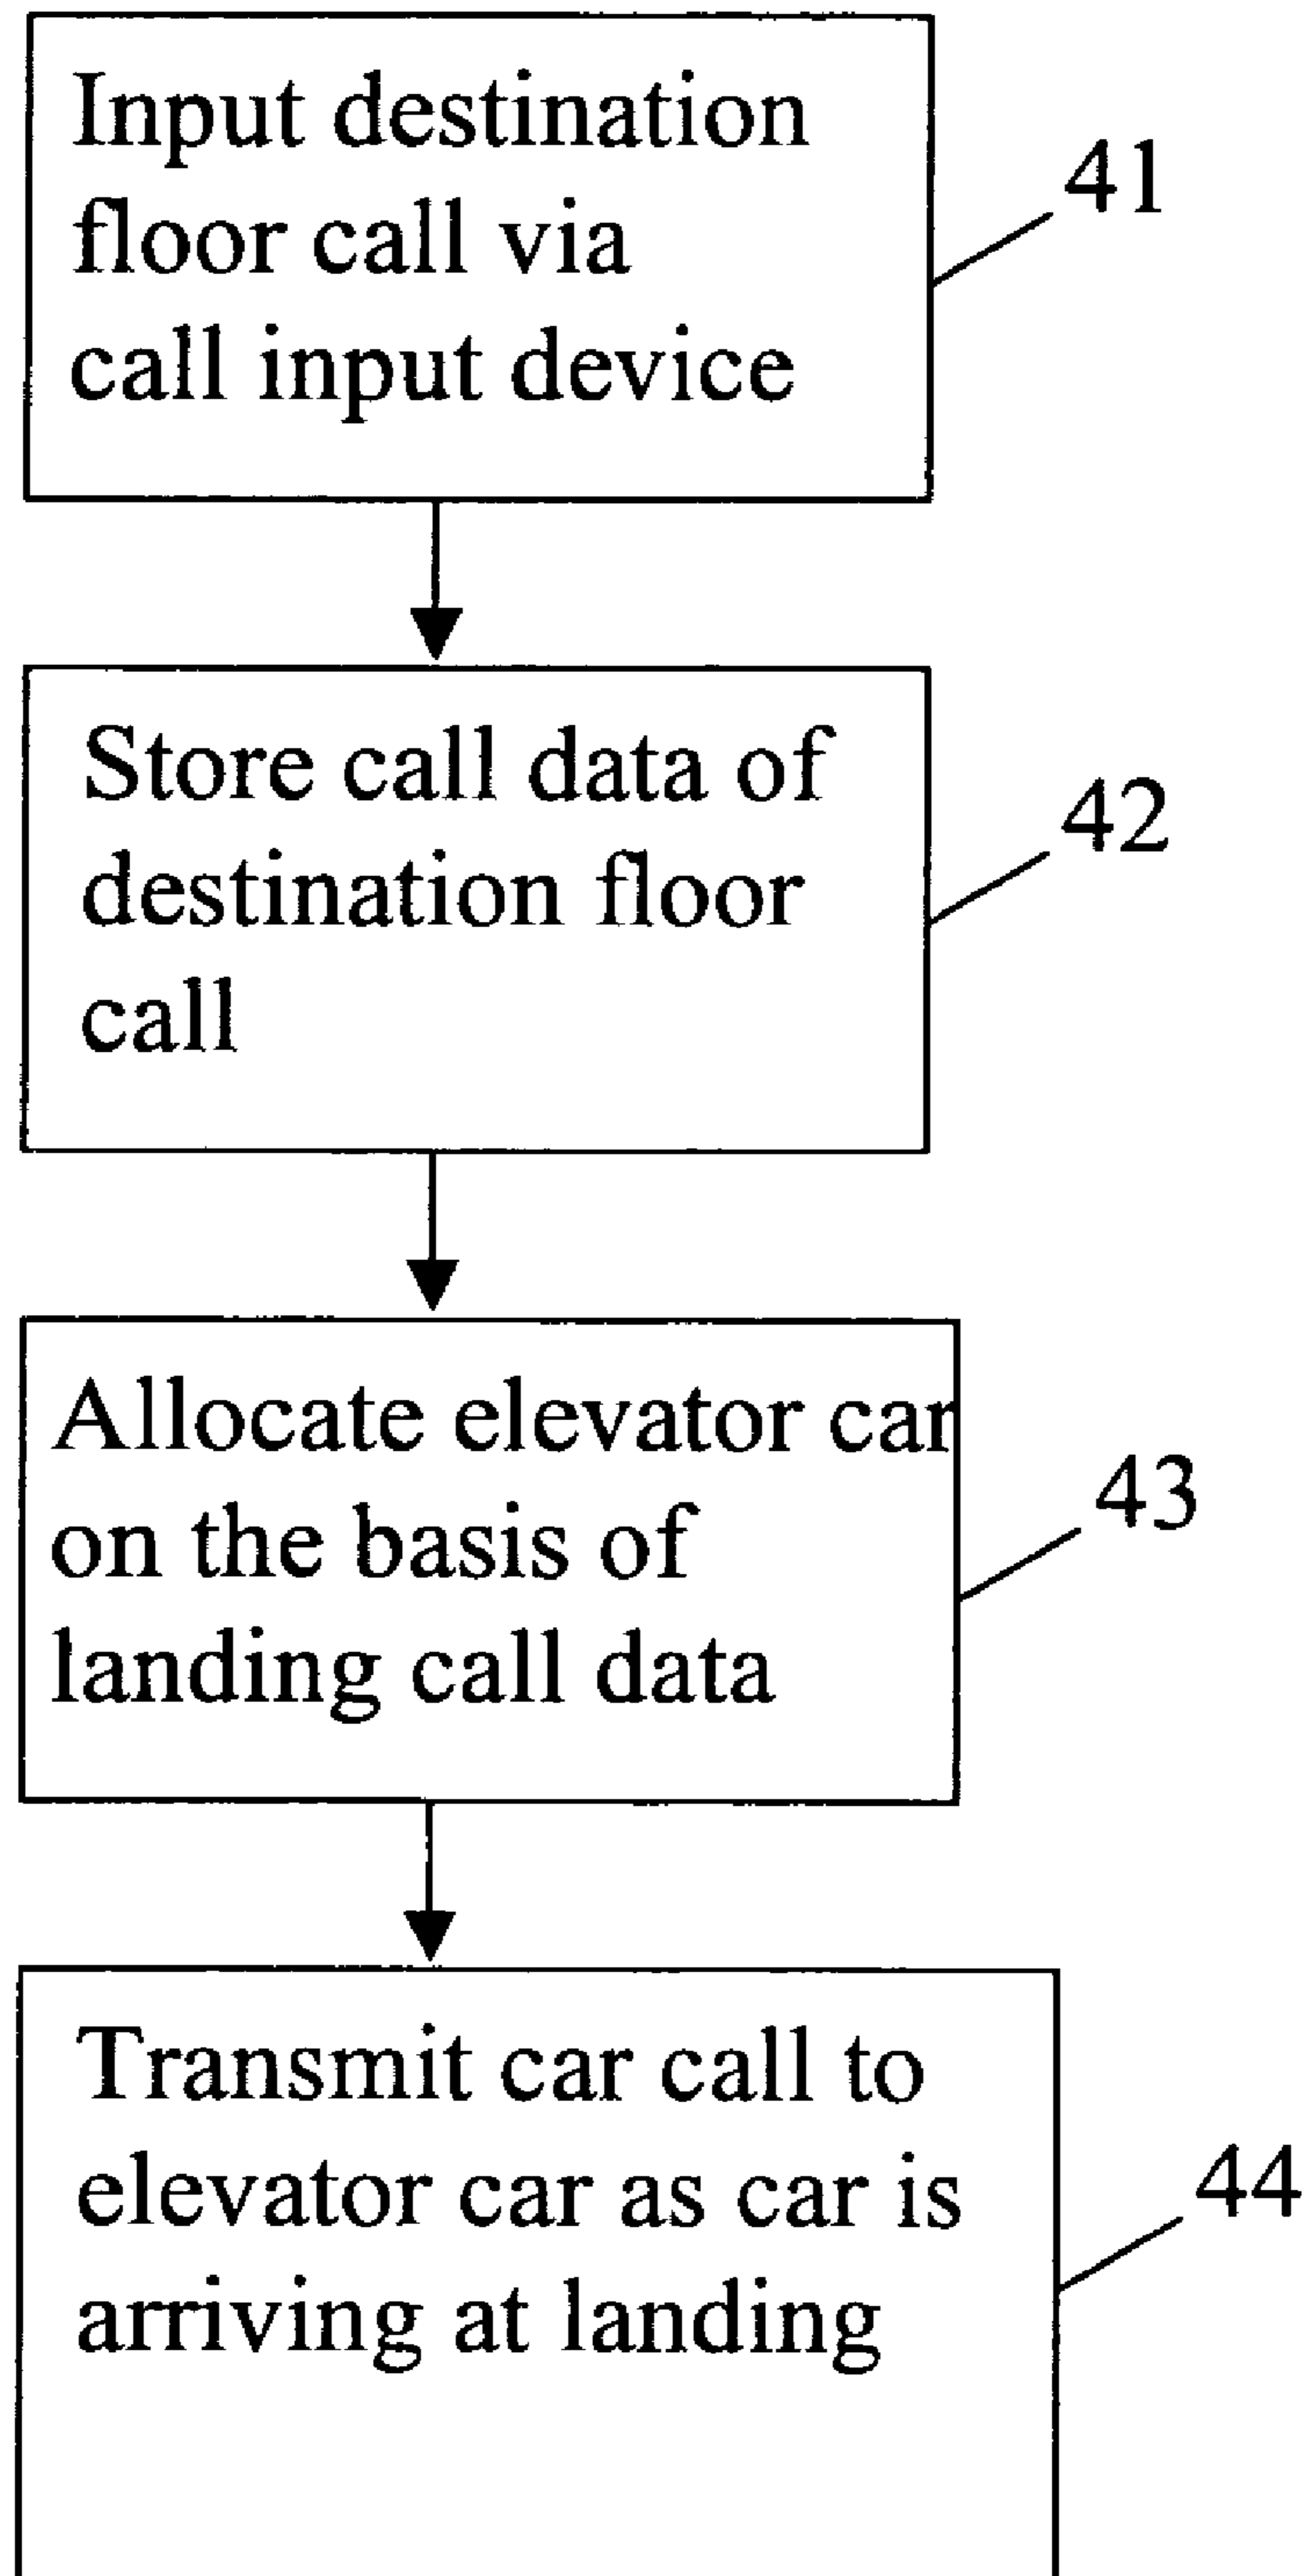 Input destination
floor call via
call input device
41
Store call data of
destination floor
call
42
Allocate elevator car
on the basis of
landing call data
43
Transmit car call to
elevator car as car is
arriving at landing
44